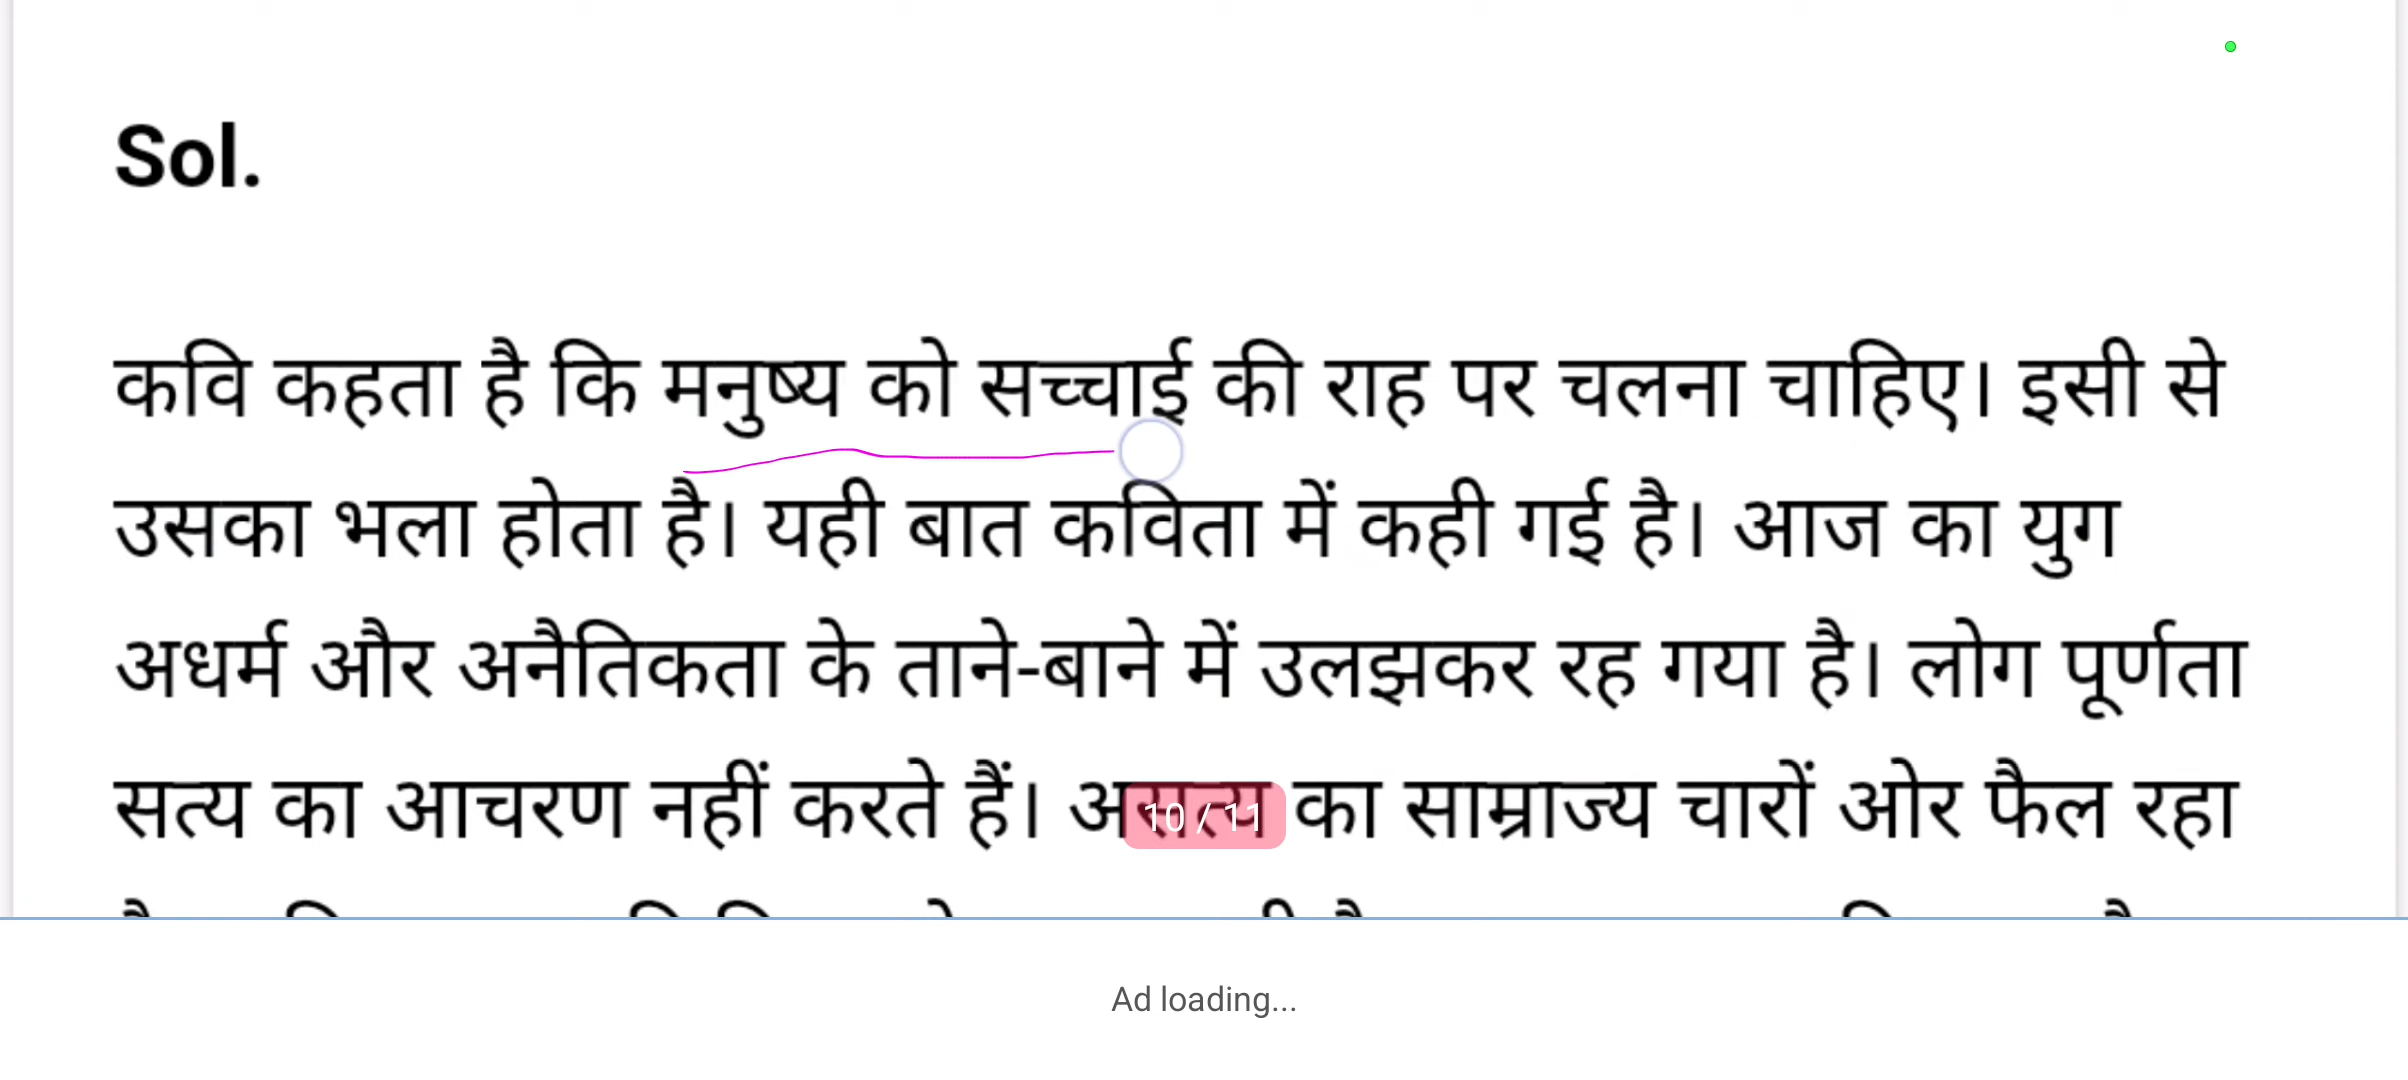 Sol.
कवि कहता है कि मनुष्य को सच्चाई की राह पर चलना चाहिए। इसी से
उसका भला होता है। यही बात कविता में कही गई है। आज का युग
अधर्म और अनैतिकता के ताने-बाने में उलझकर रह गया है। लोग पूर्णता
सत्य का आचरण नहीं करते हैं। असत्य का साम्राज्य चारों ओर फैल रहा
10 / 11
Ad loading...